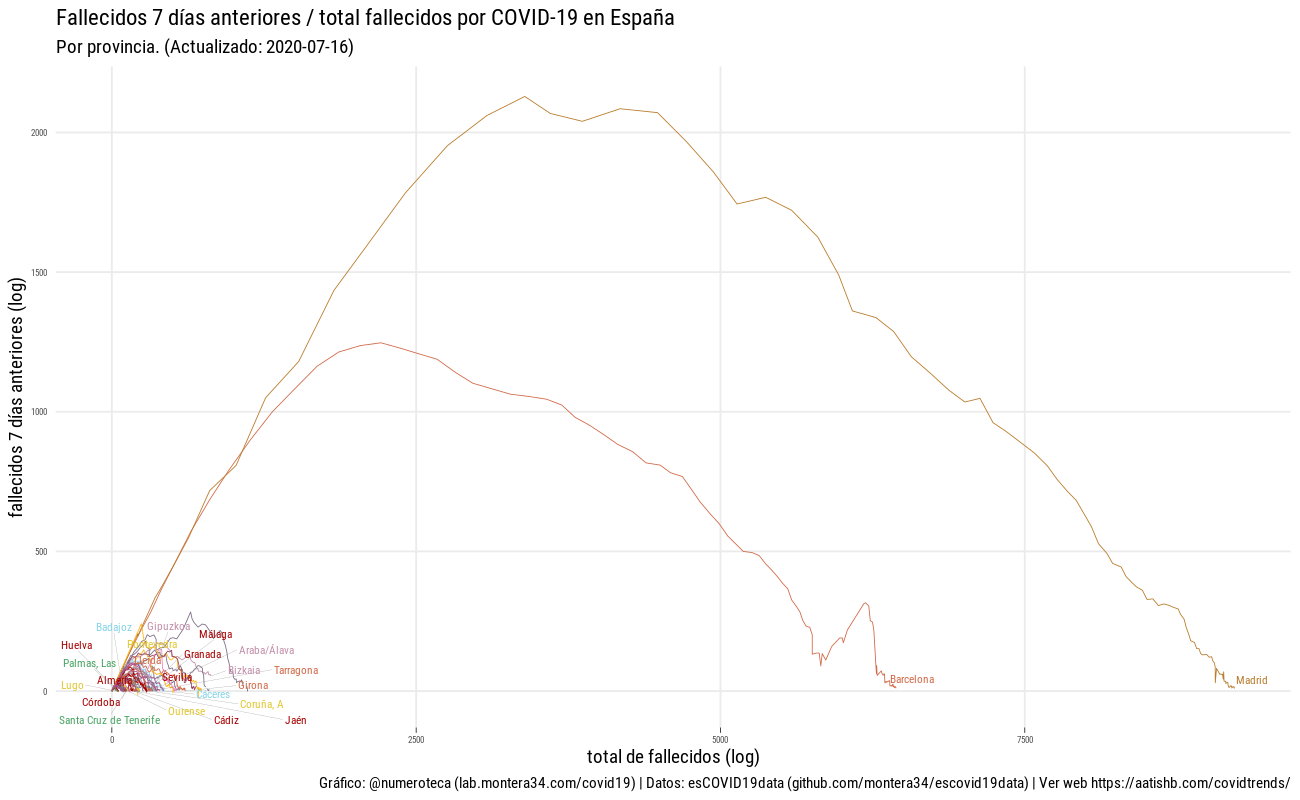 Fallecidos 7 días anteriores / total fallecidos por COVID-19 en España
Por provincia. (Actualizado: 2020-07-16)
fallecidos 7 días anteriores (log)
2000
1500
1000
500
0
Badajoz
Gipuzkoa
Málaga
Huelva
Pontevedra
Granada
Araba/Álava
Palmas, Las
Lleida
Bizkaia
Tarragona
Lugo
Almería
Sevilla
Girona
Cáceres
Córdoba
Coruña, A
Ourense
Santa Cruz de Tenerife
Cádiz
Jaén
Barcelona
Madrid
0
2500
5000
7500
total de fallecidos (log)
Gráfico: @numeroteca (lab.montera34.com/covid19) | Datos: esCOVID19data (github.com/montera34/escovid19data) | Ver web https://aatishb.com/covidtrends/